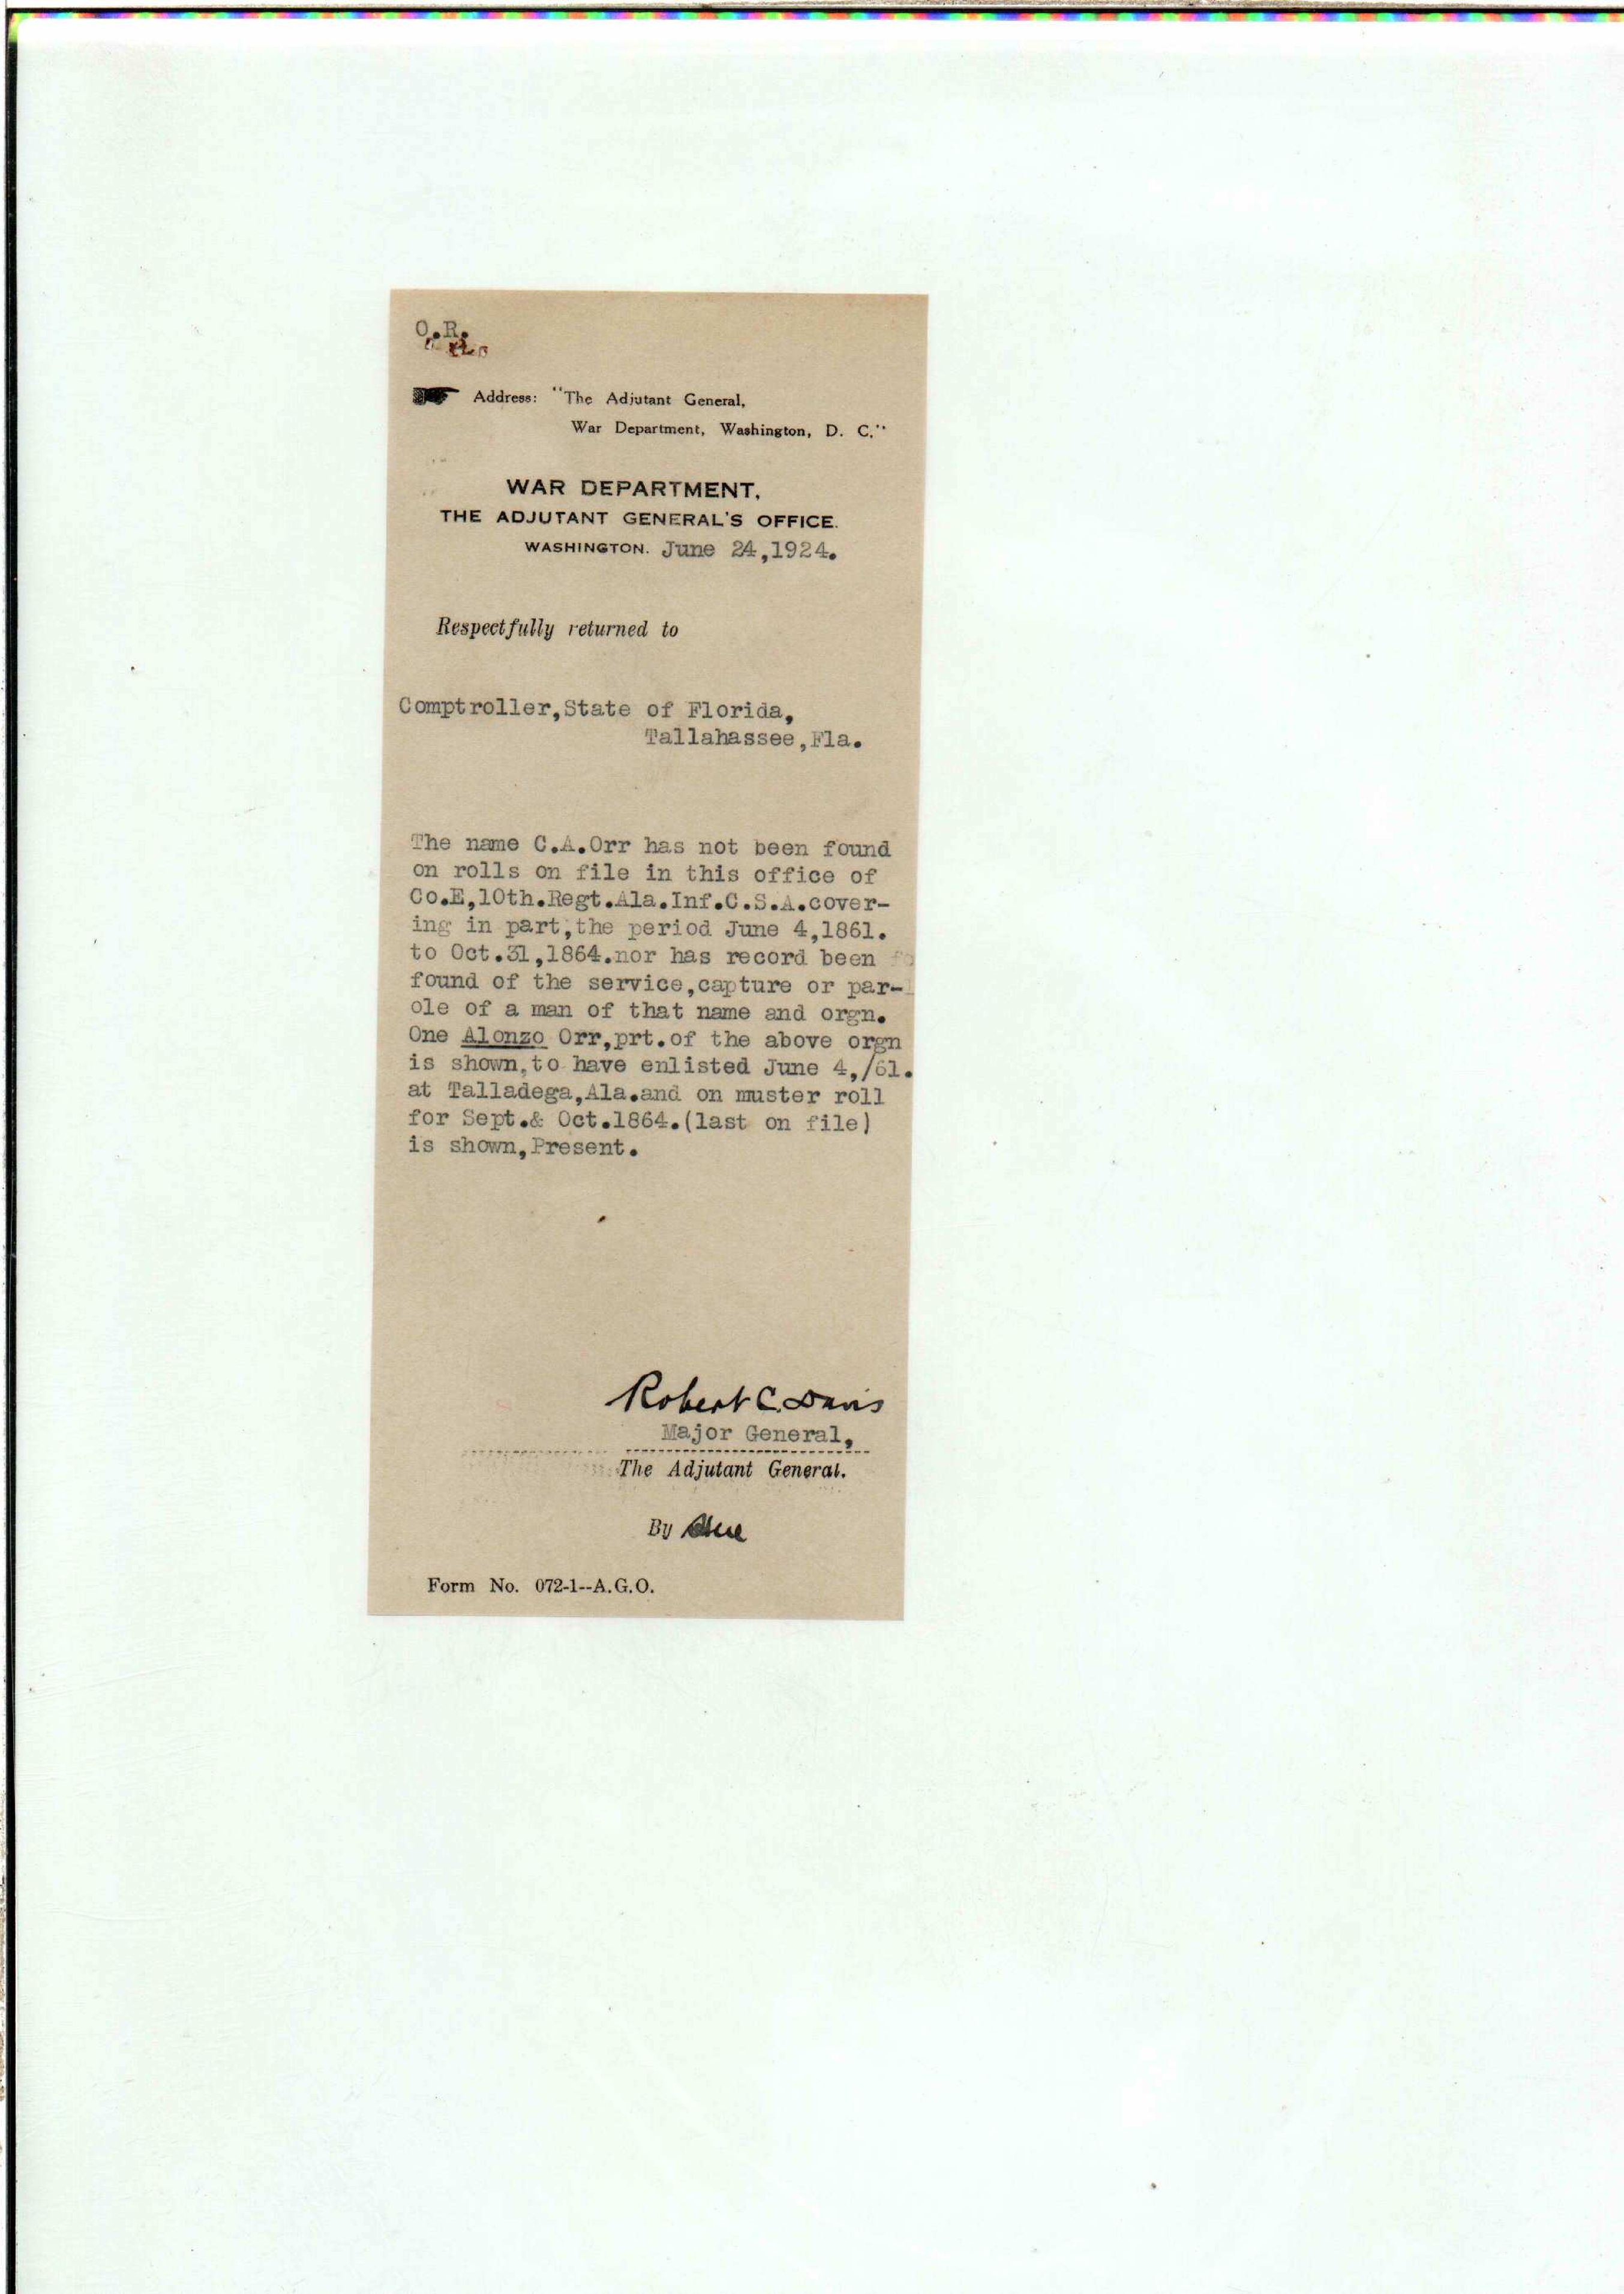 O.R.
Address: "The Adjutant General,
War Department, Washington, D. C."
WAR DEPARTMENT,
THE ADJUTANT GENERAL'S OFFICE.
WASHINGTON. June 24,1924.
Respectfully returned to
Comptroller,State of Florida,
Tallahassee,Fla.
The name C.A.Orr has not been found
on rolls on file in this office of
Co.E,10th.Regt.Ala.Inf.C.S.A.cover-
ing in part,the period June 4,1861.
to Oct.31,1864.nor has record been
found of the service,capture or par-
ole of a man of that name and orgn.
One Alonzo Orr,prt.of the above orgn
is shown,to have enlisted June 4,/61.
at Talladega,Ala.and on muster roll
for Sept.& Oct.1864.(last on file)
is shown,Present.
Robert C. Davis
Major General,
The Adjutant General.
By
Form No. 072-1--A.G.O.